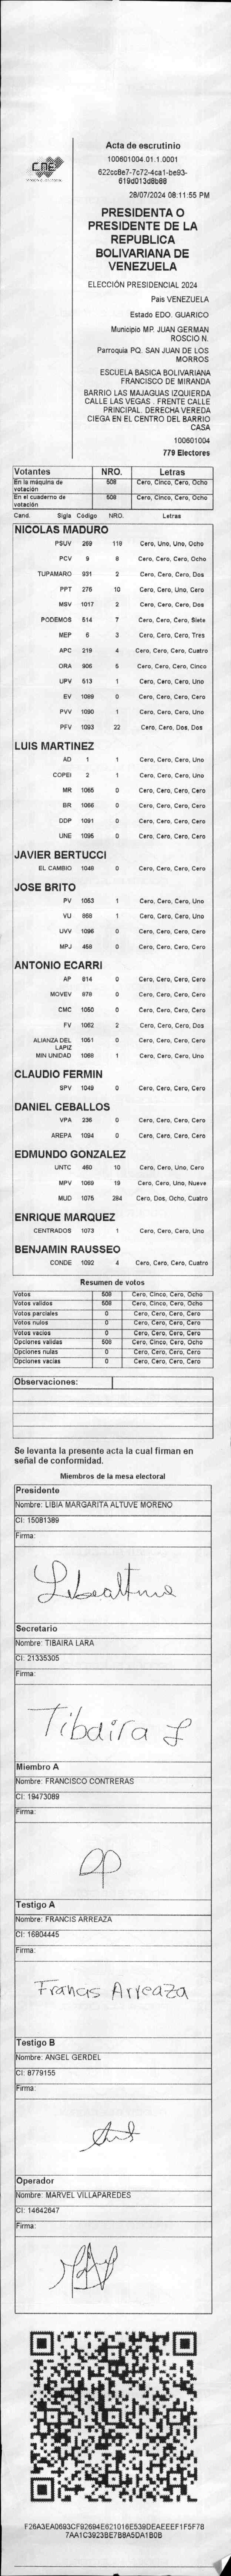 CNE
Acta de escrutinio
100601004.01.1.0001
622cc8e7-7c72-4ca1-be93-
619d013d8b88
28/07/2024 08:11:55 PM
PRESIDENTA O
PRESIDENTE DE LA
REPUBLICA
BOLIVARIANA DE
VENEZUELA
ELECCIÓN PRESIDENCIAL 2024
Pais VENEZUELA
Estado EDO. GUARICO
Municipio MP. JUAN GERMAN
ROSCIO N.
Parroquia PQ. SAN JUAN DE LOS
MORROS
ESCUELA BASICA BOLIVARIANA
FRANCISCO DE MIRANDA
BARRIO LAS MAJAGUAS IZQUIERDA
CALLE LAS VEGAS . FRENTE CALLE
PRINCIPAL. DERECHA VEREDA
CIEGA EN EL CENTRO DEL BARRIO
CASA
100601004
779 Electores
Votantes NRO. Letras
En la máquina de votación 508 Cero, Cinco, Cero, Ocho
En el cuaderno de votación 508 Cero, Cinco, Cero, Ocho
Cand. Sigla Código NRO. Letras
NICOLAS MADURO
PSUV 269 118 Cero, Uno, Uno, Ocho
PCV 9 8 Cero, Cero, Cero, Ocho
TUPAMARO 931 2 Cero, Cero, Cero, Dos
PPT 275 10 Cero, Cero, Uno, Cero
MSV 1017 2 Cero, Cero, Cero, Dos
PODEMOS 514 7 Cero, Cero, Cero, Siete
MEP 6 3 Cero, Cero, Cero, Tres
APC 219 4 Cero, Cero, Cero, Cuatro
ORA 906 5 Cero, Cero, Cero, Cinco
UPV 513 1 Cero, Cero, Cero, Uno
EV 1089 0 Cero, Cero, Cero, Cero
PVV 1090 1 Cero, Cero, Cero, Uno
PFV 1093 22 Cero, Cero, Dos, Dos
LUIS MARTINEZ
AD 1 1 Cero, Cero, Cero, Uno
COPEI 2 1 Cero, Cero, Cero, Uno
MR 1065 0 Cero, Cero, Cero, Cero
BR 1066 0 Cero, Cero, Cero, Cero
DDP 1091 0 Cero, Cero, Cero, Cero
UNE 1095 0 Cero, Cero, Cero, Cero
JAVIER BERTUCCI
EL CAMBIO 1046 0 Cero, Cero, Cero, Cero
JOSE BRITO
PV 1053 1 Cero, Cero, Cero, Uno
VU 868 1 Cero, Cero, Cero, Uno
UVV 1096 0 Cero, Cero, Cero, Cero
MPJ 458 0 Cero, Cero, Cero, Cero
ANTONIO ECARRI
AP 814 0 Cero, Cero, Cero, Cero
MOVEV 878 0 Cero, Cero, Cero, Cero
CMC 1050 0 Cero, Cero, Cero, Cero
FV 1062 2 Cero, Cero, Cero, Dos
ALIANZA DEL LAPIZ 1051 0 Cero, Cero, Cero, Cero
MIN UNIDAD 1068 1 Cero, Cero, Cero, Uno
CLAUDIO FERMIN
SPV 1049 0 Cero, Cero, Cero, Cero
DANIEL CEBALLOS
VPA 236 0 Cero, Cero, Cero, Cero
AREPA 1094 0 Cero, Cero, Cero, Cero
EDMUNDO GONZALEZ
UNTC 460 10 Cero, Cero, Uno, Cero
MPV 1069 19 Cero, Cero, Uno, Nueve
MUD 1075 284 Cero, Dos, Ocho, Cuatro
ENRIQUE MARQUEZ
CENTRADOS 1073 1 Cero, Cero, Cero, Uno
BENJAMIN RAUSSEO
CONDE 1092 4 Cero, Cero, Cero, Cuatro
Resumen de votos
Votos 508 Cero, Cinco, Cero, Ocho
Votos validos 508 Cero, Cinco, Cero, Ocho
Votos parciales 0 Cero, Cero, Cero, Cero
Votos nulos 0 Cero, Cero, Cero, Cero
Votos vacios 0 Cero, Cero, Cero, Cero
Opciones validas 508 Cero, Cinco, Cero, Ocho
Opciones nulas 0 Cero, Cero, Cero, Cero
Opciones vacias 0 Cero, Cero, Cero, Cero
Observaciones:
Se levanta la presente acta la cual firman en
señal de conformidad.
Miembros de la mesa electoral
Presidente
Nombre: LIBIA MARGARITA ALTUVE MORENO
CI: 15081389
Firma:
Libealtuve
Secretario
Nombre: TIBAIRA LARA
CI: 21335305
Firma:
Tibaira L
Miembro A
Nombre: FRANCISCO CONTRERAS
CI: 19473089
Firma:
Testigo A
Nombre: FRANCIS ARREAZA
CI: 16804445
Firma:
Francis Arreaza
Testigo B
Nombre: ANGEL GERDEL
CI: 8779155
Firma:
Operador
Nombre: MARVEL VILLAPAREDES
CI: 14642647
Firma:
F26A3EA0693CF92694E621016E539DEAEEEF1F5F7B
7AA1C3923BE7B8A5DA1B0B